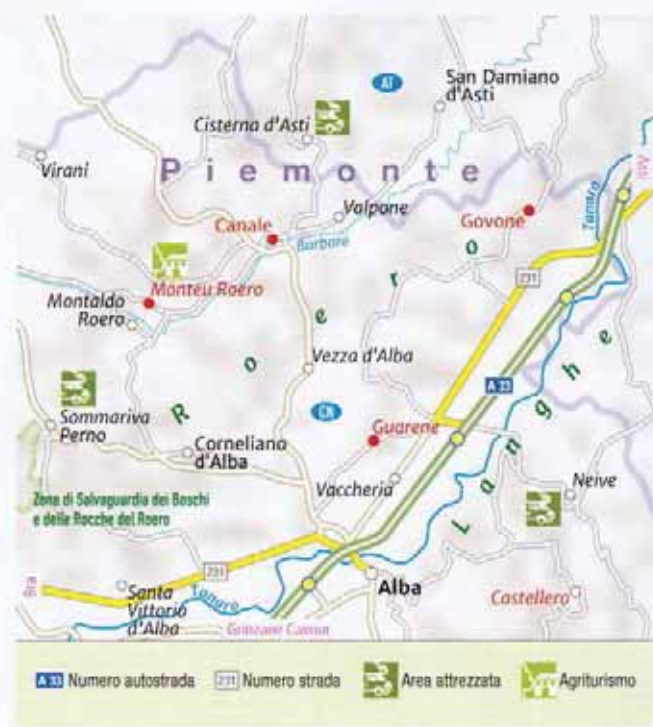 AT
San Damiano
d'Asti
Cisterna d'Asti
Asti
Virani
Piemonte
Tanaro
Valpone
Canale
Govone
Borbore
231
Monteu Roero
Montaldo
Roero
Roero
Vezza d'Alba
A 33
Langhe
CN
Sommariva
Perno
Guarene
Corneliano
d'Alba
Neive
Vaccheria
Zona di Salvaguardia dei Boschi
e delle Rocche del Roero
231
Bra
Alba
Santa
Vittoria
d'Alba
Tanaro
Castellero
Grinzane Cavour
A 33 Numero autostrada
231 Numero strada
Area attrezzata
Agriturismo